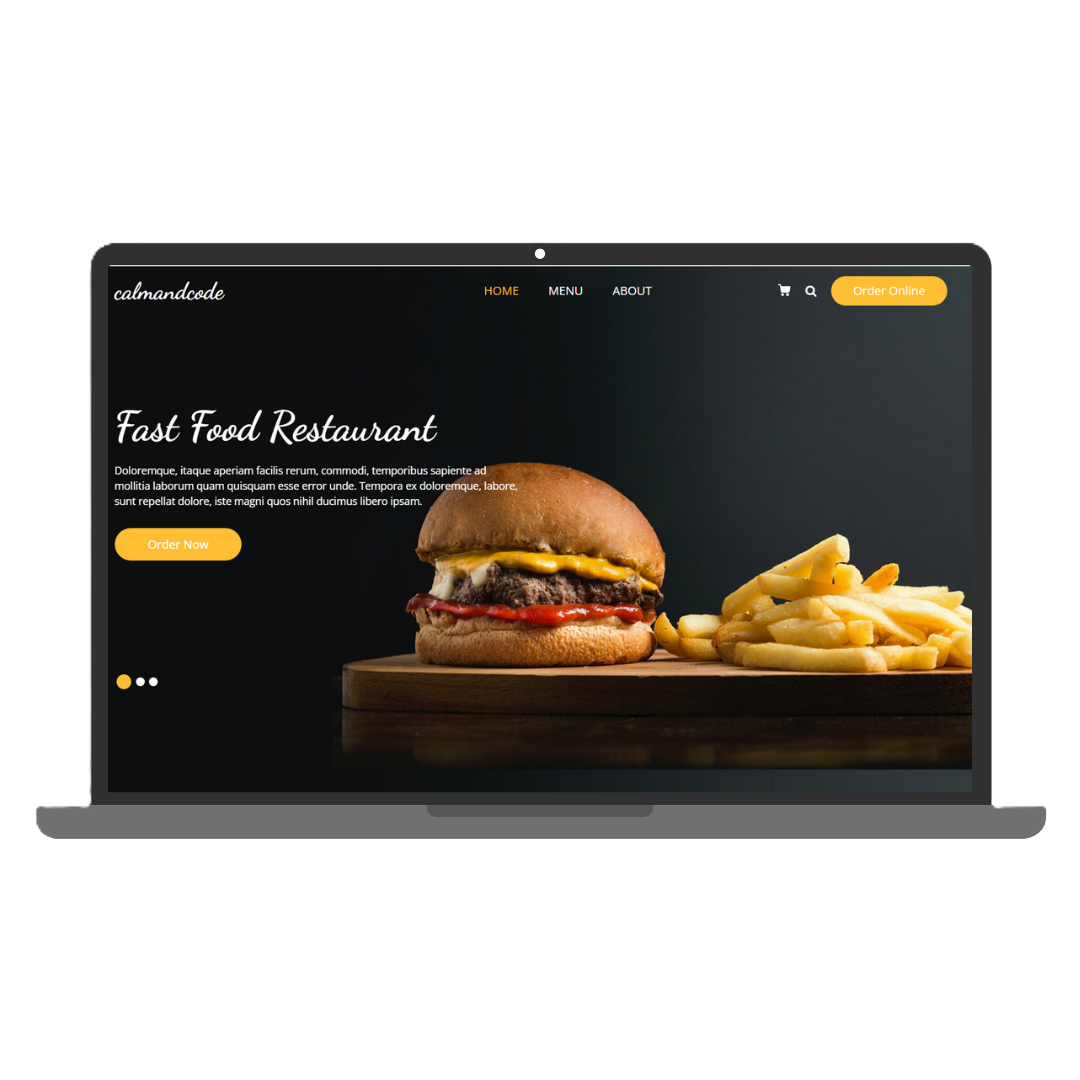 calmandcode
HOME MENU ABOUT
Order Online
Fast Food Restaurant
Doloremque, itaque aperiam facilis rerum, commodi, temporibus sapiente ad
mollitia laborum quam quisquam esse error unde. Tempora ex doloremque, labore,
sunt repellat dolore, iste magni quos nihil ducimus libero ipsam.
Order Now